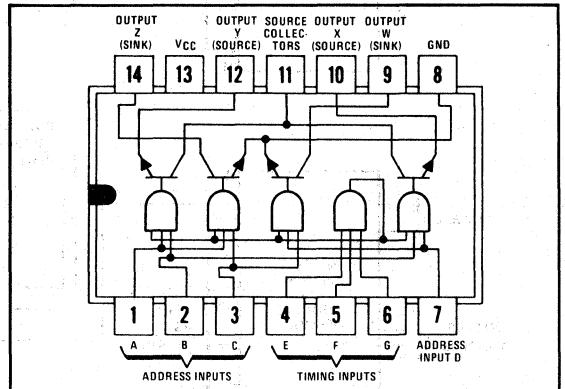 OUTPUT Z (SINK)
VCC
OUTPUT Y (SOURCE)
SOURCE COLLEC- TORS
OUTPUT X (SOURCE)
OUTPUT W (SINK)
GND
14 13 12 11 10 9 8
1 2 3 4 5 6 7
A B C E F G
ADDRESS INPUT D
ADDRESS INPUTS
TIMING INPUTS